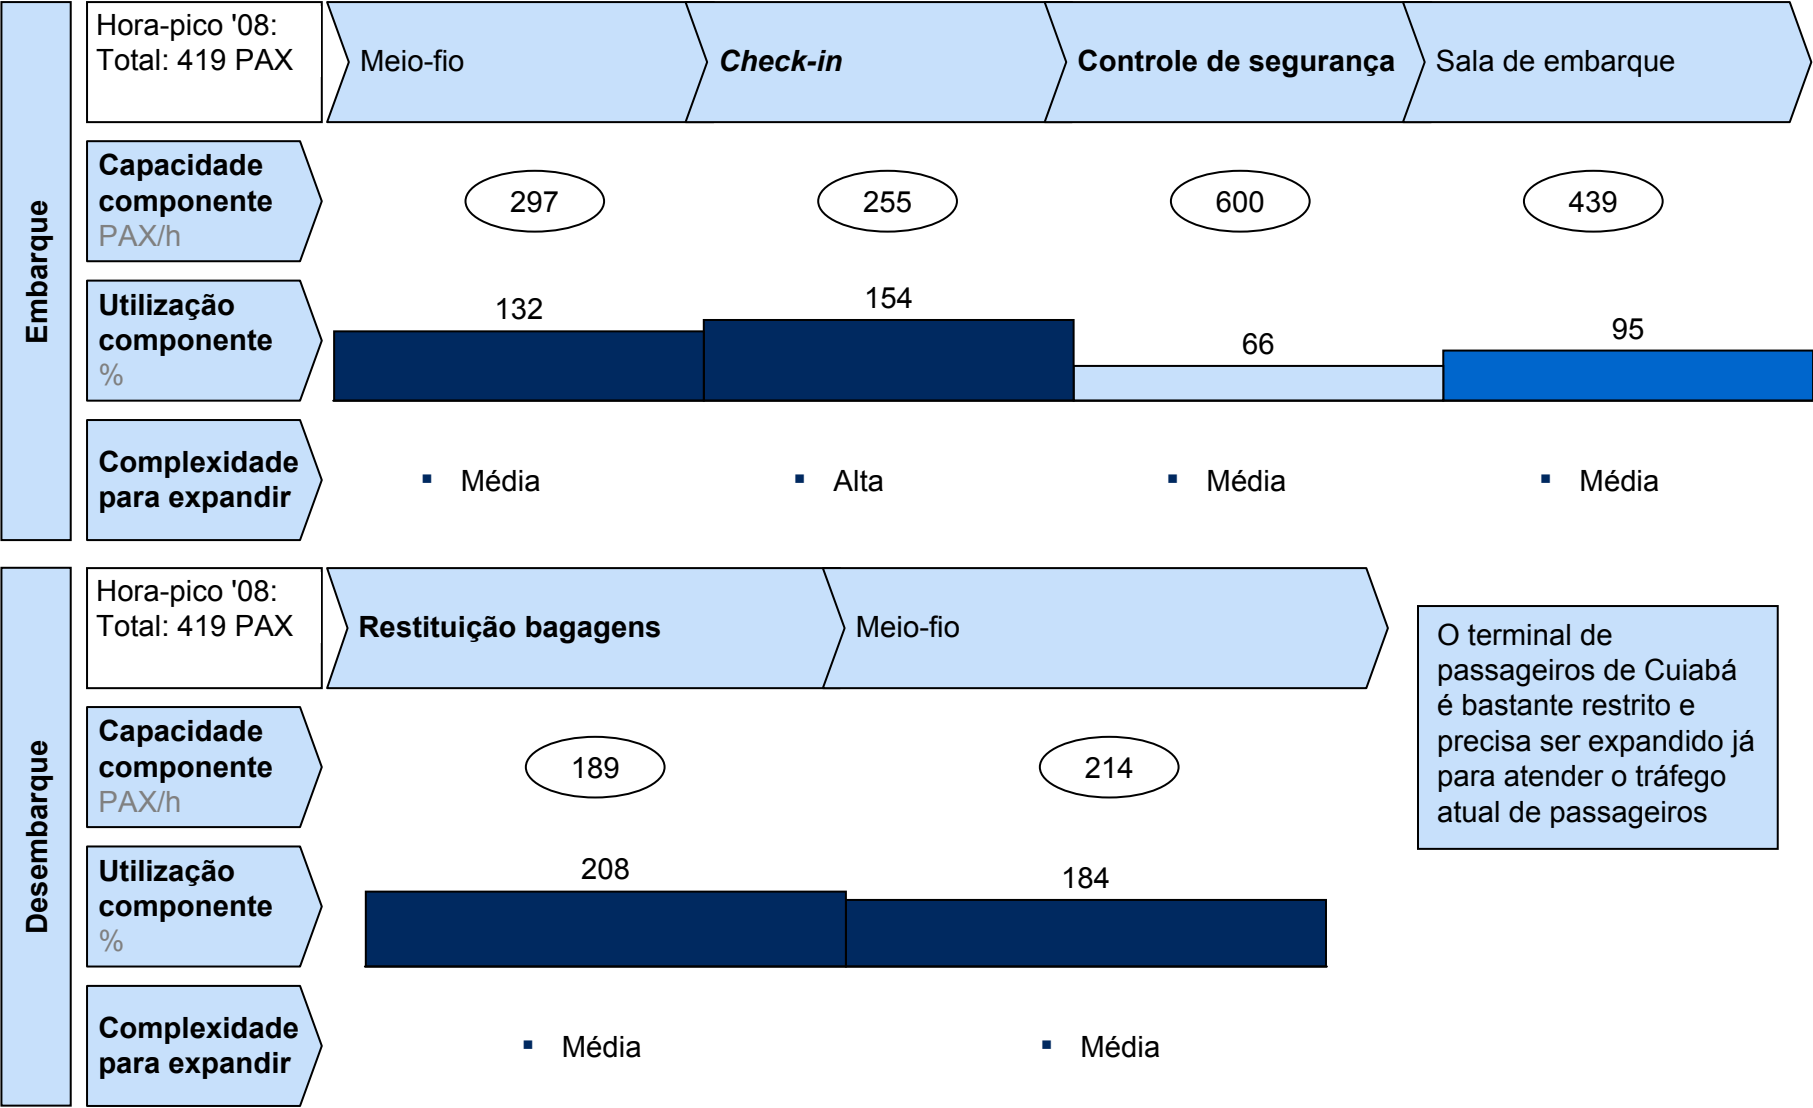 Embarque
Hora-pico '08:
Total: 419 PAX
Meio-fio
Check-in
Controle de segurança
Sala de embarque
Capacidade
componente
PAX/h
297
255
600
439
Utilização
componente
%
132
154
66
95
Complexidade
para expandir
▪ Média
▪ Alta
▪ Média
▪ Média
Desembarque
Hora-pico '08:
Total: 419 PAX
Restituição bagagens
Meio-fio
Capacidade
componente
PAX/h
189
214
Utilização
componente
%
208
184
Complexidade
para expandir
▪ Média
▪ Média
O terminal de
passageiros de Cuiabá
é bastante restrito e
precisa ser expandido já
para atender o tráfego
atual de passageiros